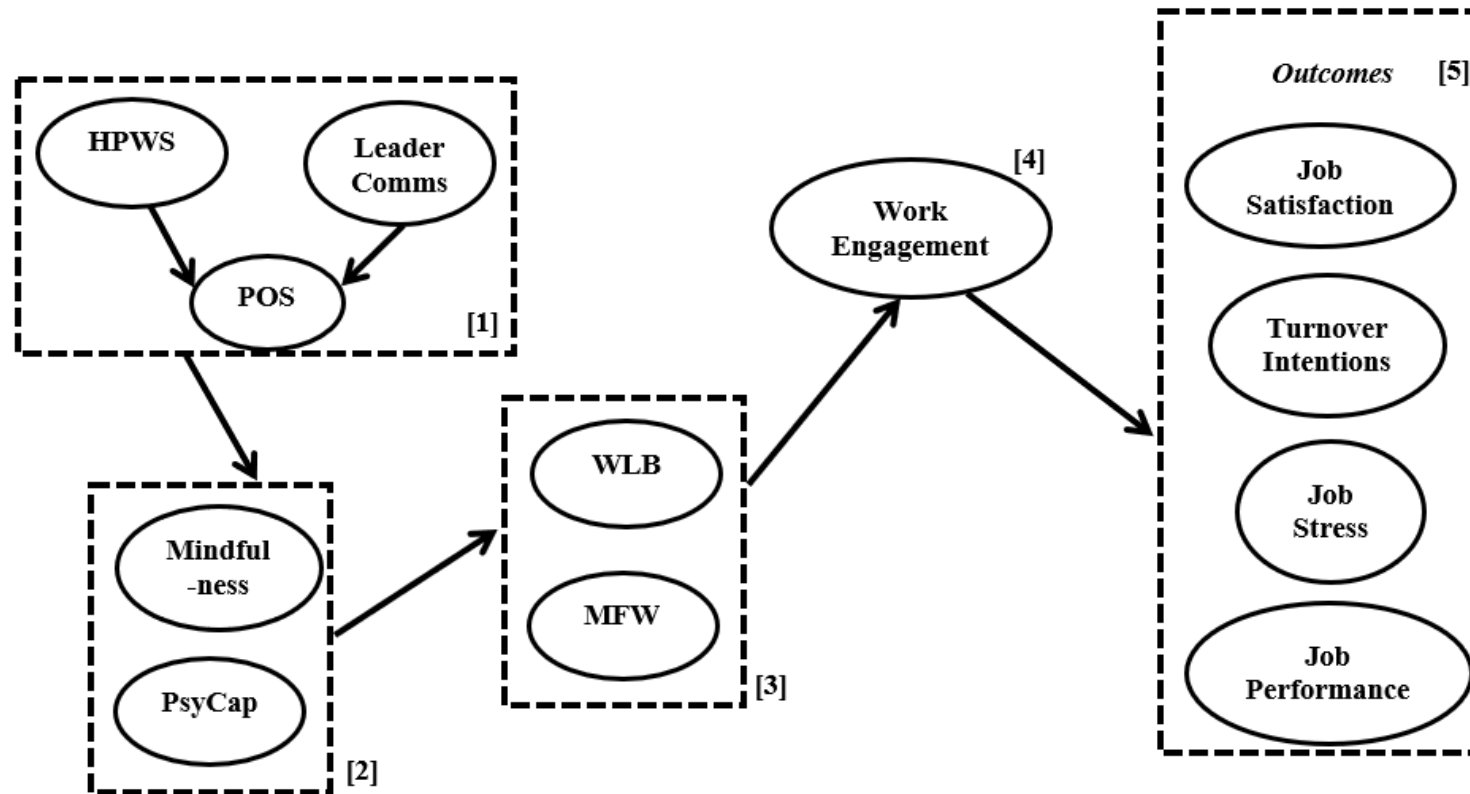 HPWS
Leader
Comms
POS
[1]
Mindful
-ness
PsyCap
[2]
WLB
MFW
[3]
Work
Engagement
[4]
Outcomes
[5]
Job
Satisfaction
Turnover
Intentions
Job
Stress
Job
Performance